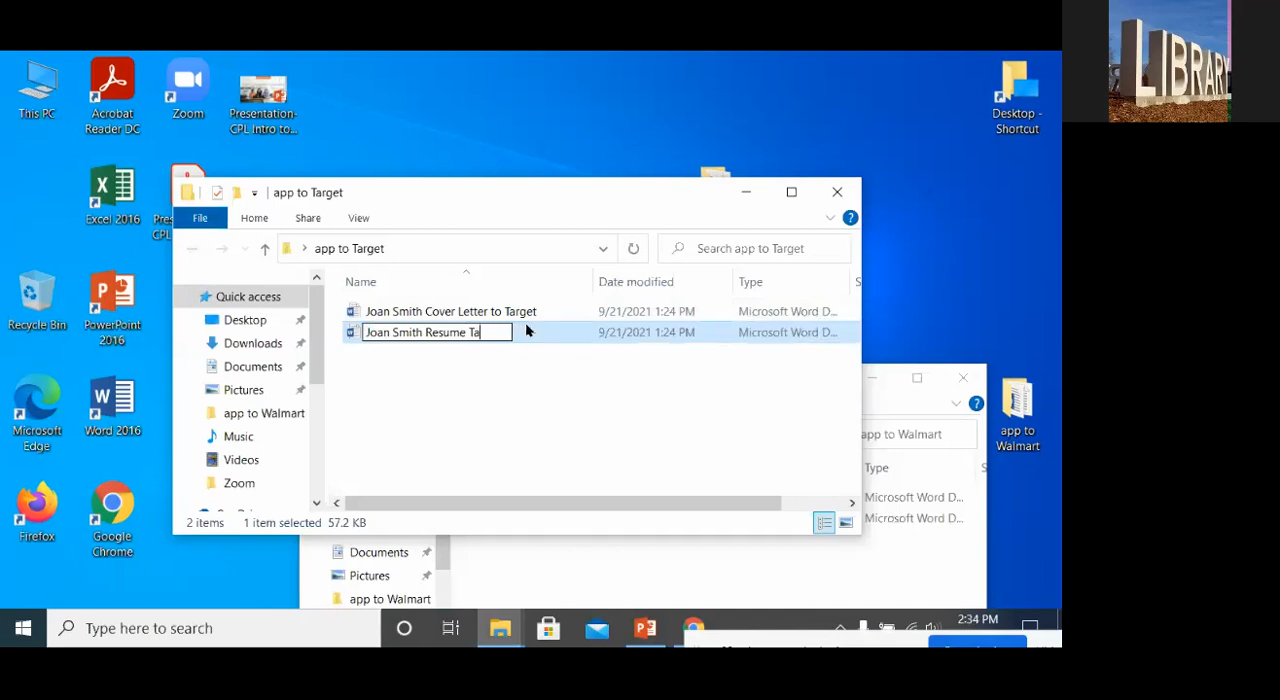 LIBRARY
This PC
Acrobat
Reader DC
Zoom
Presentation-
CPL Intro to...
Desktop -
Shortcut
Excel 2016
Pres
CPL
Recycle Bin
PowerPoint
2016
Microsoft
Edge
Word 2016
Firefox
Google
Chrome
app to
Walmart
app to Target
File
Home
Share
View
app to Target
Search app to Target
Name
Date modified
Type
S
Joan Smith Cover Letter to Target
9/21/2021 1:24 PM
Microsoft Word D...
Joan Smith Resume Ta
9/21/2021 1:24 PM
Microsoft Word D...
Quick access
Desktop
Downloads
Documents
Pictures
app to Walmart
Music
Videos
Zoom
2 items
1 item selected 57.2 KB
app to Walmart
Type
S
Microsoft Word D...
Microsoft Word D...
Documents
Pictures
app to Walmart
Type here to search
2:34 PM